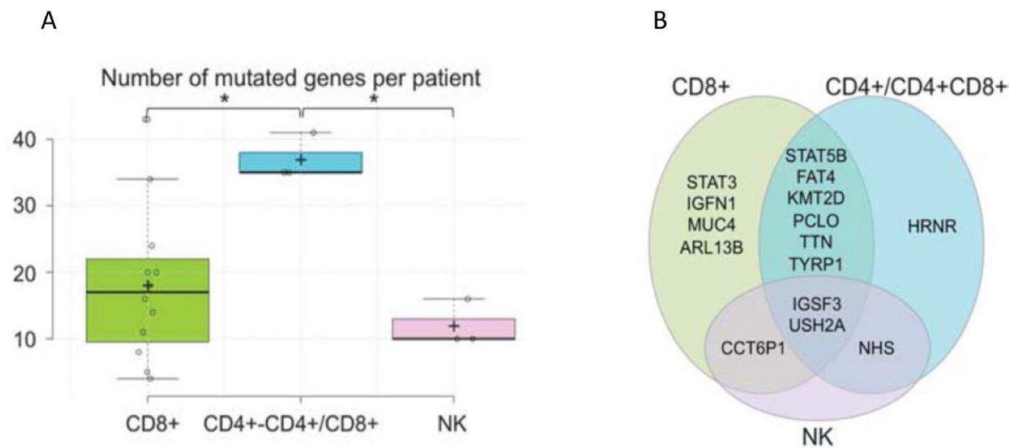 A
B
Number of mutated genes per patient
* *
40
30
20
10
CD8+ CD4+-CD4+/CD8+ NK
CD8+ CD4+/CD4+CD8+
STAT3
IGFN1
MUC4
ARL13B
STAT5B
FAT4
KMT2D
PCLO
TTN
TYRP1
HRNR
IGSF3
USH2A
CCT6P1
NHS
NK